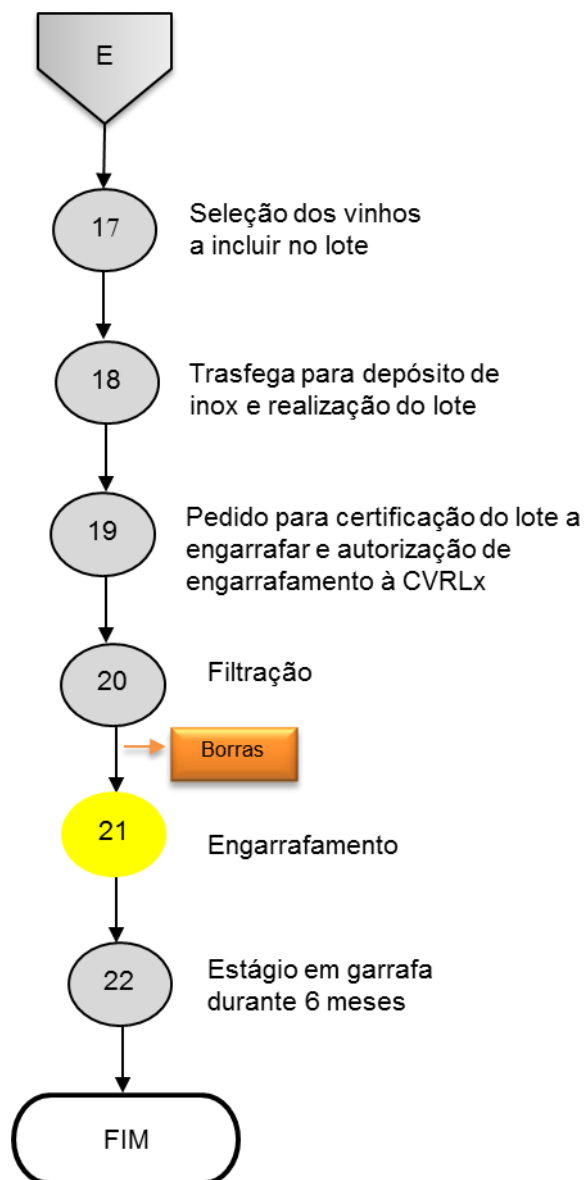 E
17
Seleção dos vinhos
a incluir no lote
18
Trasfega para depósito de
inox e realização do lote
19
Pedido para certificação do lote a
engarrafar e autorização de
engarrafamento à CVRLx
20
Filtração
Borras
21
Engarrafamento
22
Estágio em garrafa
durante 6 meses
FIM